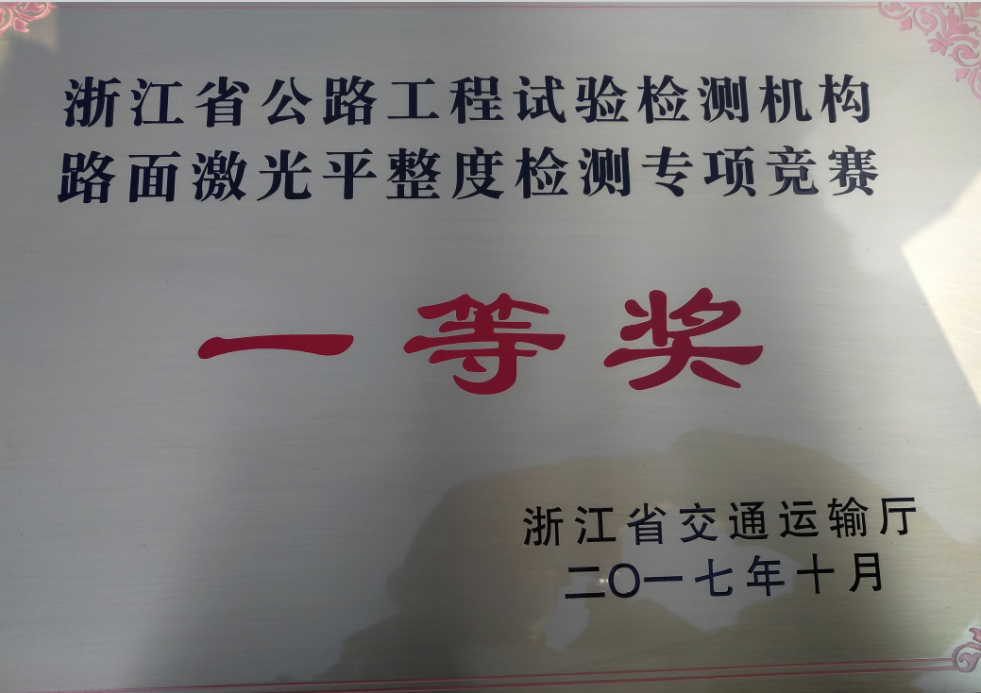 浙江省公路工程试验检测机构
路面激光平整度检测专项竞赛
一等奖
浙江省交通运输厅
二〇一七年十月